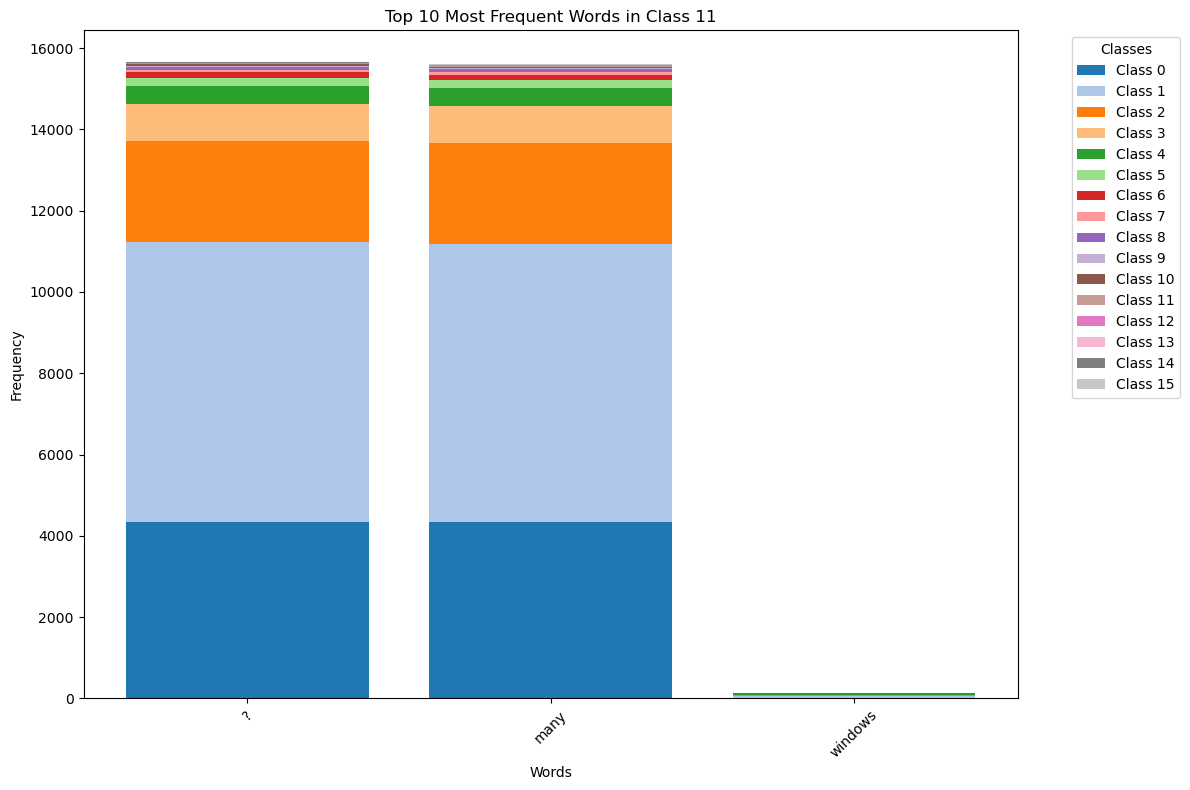 Top 10 Most Frequent Words in Class 11
Frequency
16000
14000
12000
10000
8000
6000
4000
2000
0
?
many
windows
Words
Classes
Class 0
Class 1
Class 2
Class 3
Class 4
Class 5
Class 6
Class 7
Class 8
Class 9
Class 10
Class 11
Class 12
Class 13
Class 14
Class 15